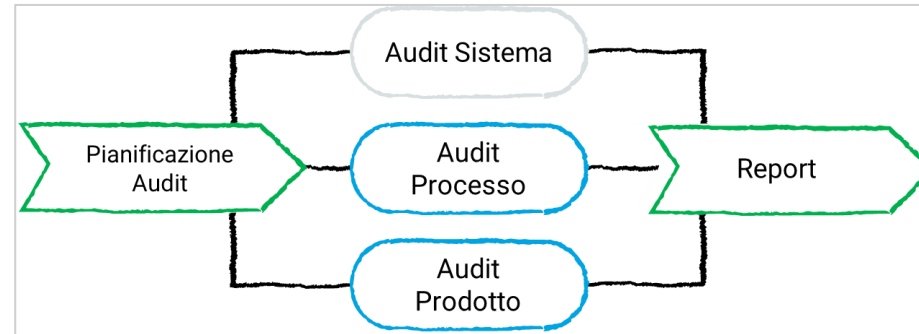 Audit Sistema
Pianificazione
Audit
Audit
Processo
Report
Audit
Prodotto